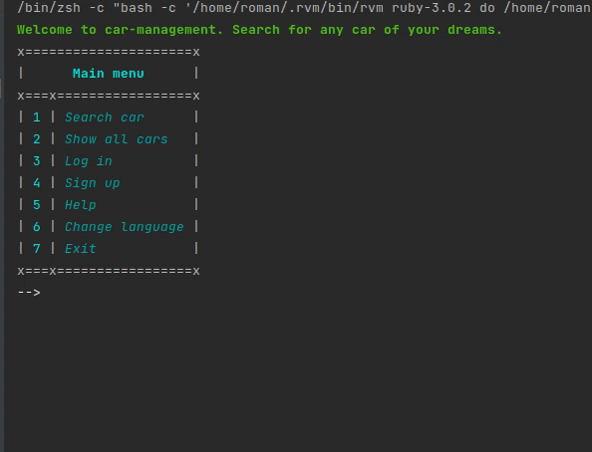 /bin/zsh -c "bash -c '/home/roman/.rvm/bin/rvm ruby-3.0.2 do /home/roman
Welcome to car-management. Search for any car of your dreams.
x=====================x
|      Main menu      |
x===x=================x
| 1 | Search car      |
| 2 | Show all cars   |
| 3 | Log in          |
| 4 | Sign up         |
| 5 | Help            |
| 6 | Change language |
| 7 | Exit            |
x===x=================x
-->